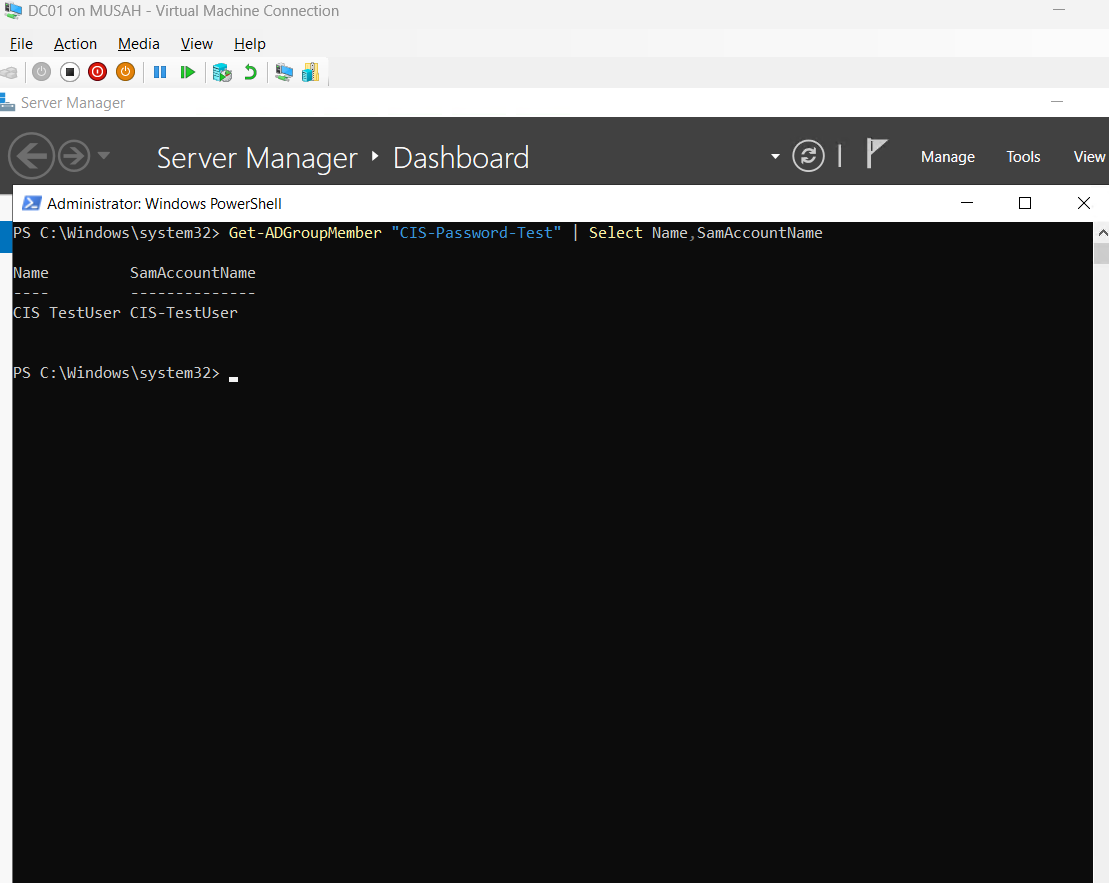 DC01 on MUSAH - Virtual Machine Connection
File Action Media View Help
Server Manager
Server Manager Dashboard
Manage Tools View
Administrator: Windows PowerShell
PS C:\Windows\system32> Get-ADGroupMember "CIS-Password-Test" | Select Name,SamAccountName
Name SamAccountName
---- --------------
CIS TestUser CIS-TestUser
PS C:\Windows\system32>